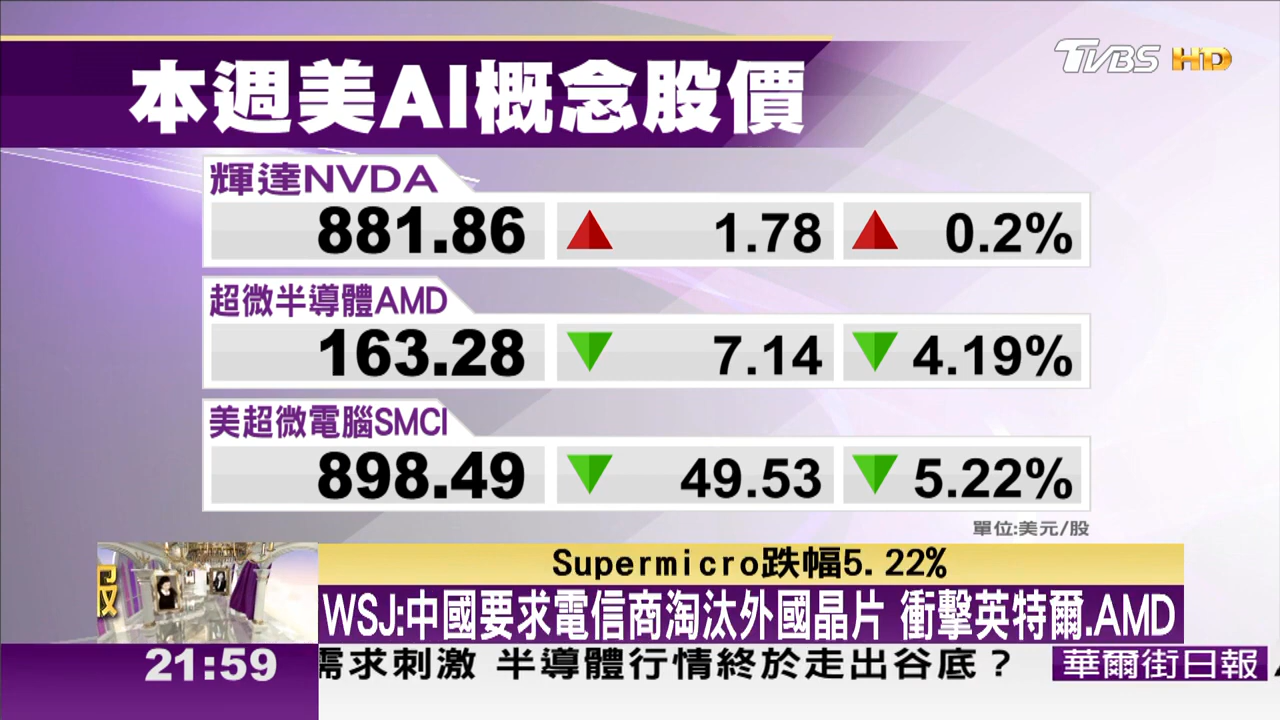 TVBS HD
本週美AI概念股價
輝達NVDA
881.86 ▲ 1.78 ▲ 0.2%
超微半導體AMD
163.28 ▼ 7.14 ▼ 4.19%
美超微電腦SMCI
898.49 ▼ 49.53 ▼ 5.22%
單位:美元/股
報
Supermicro跌幅5.22%
WSJ:中國要求電信商淘汰外國晶片 衝擊英特爾.AMD
21:59
需求刺激 半導體行情終於走出谷底? 華爾街日報